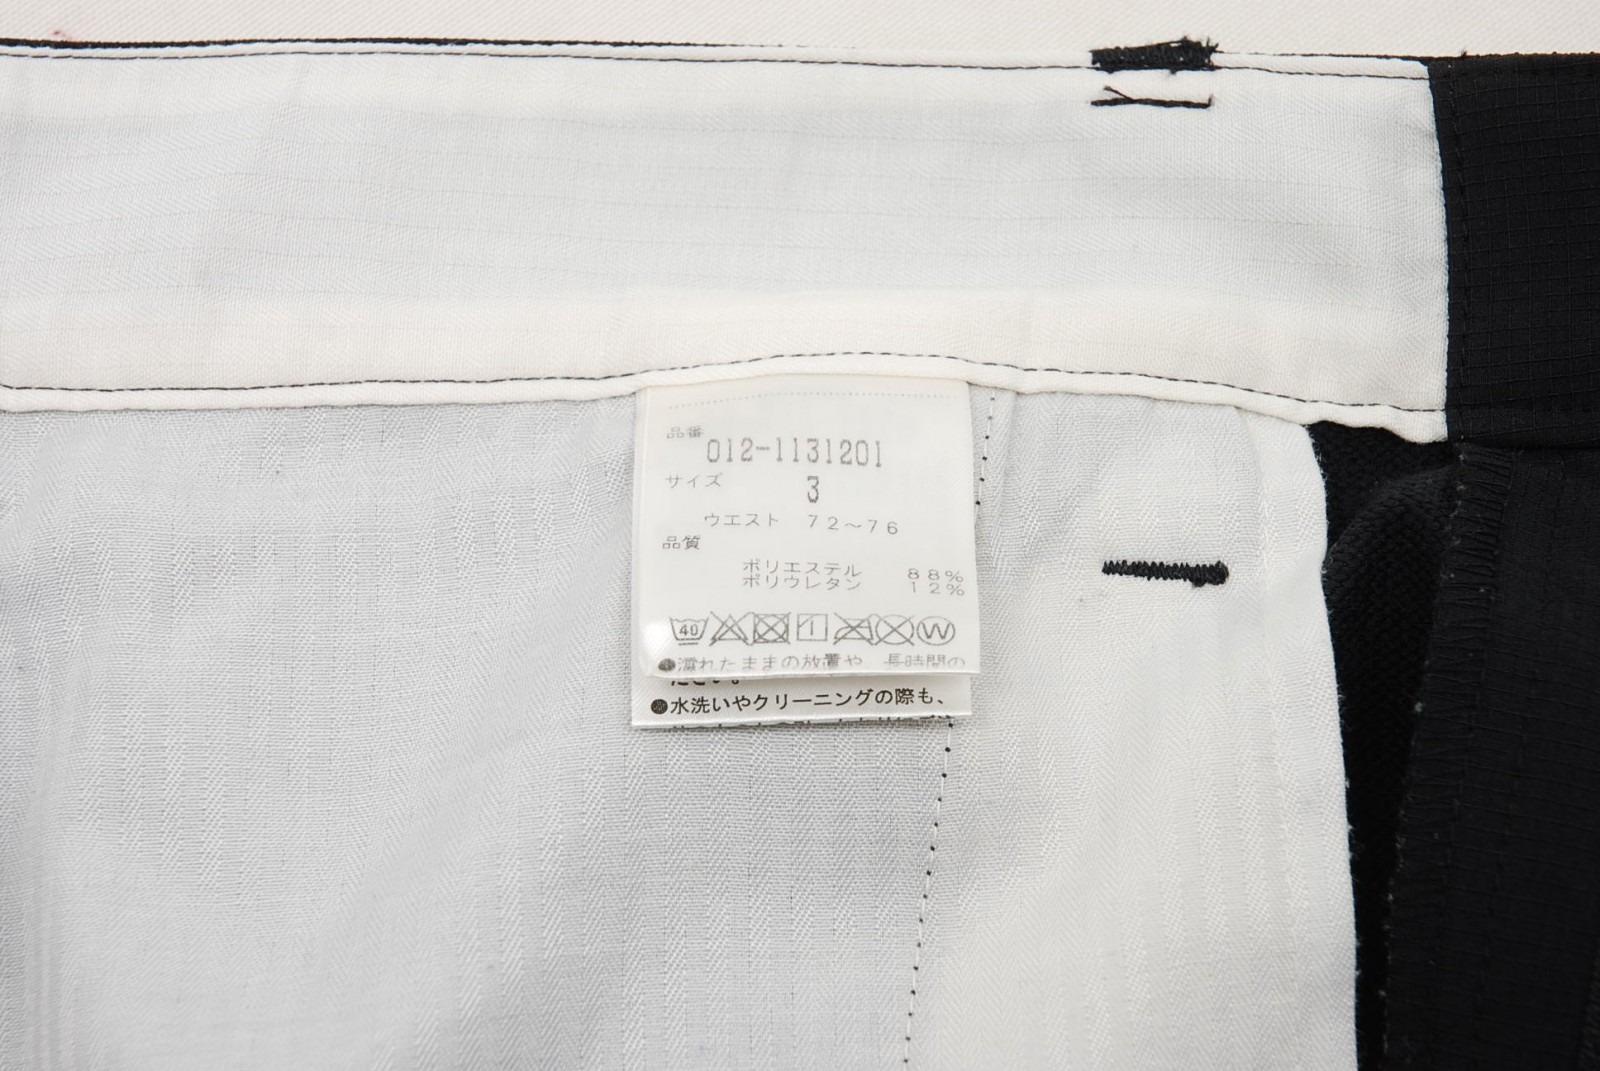 品番
012-1131201
サイズ 3
ウエスト 72～76
品質
ポリエステル 88%
ポリウレタン 12%
40 W
●濡れたままの放置や、長時間の
ださい。
●水洗いやクリーニングの際も、